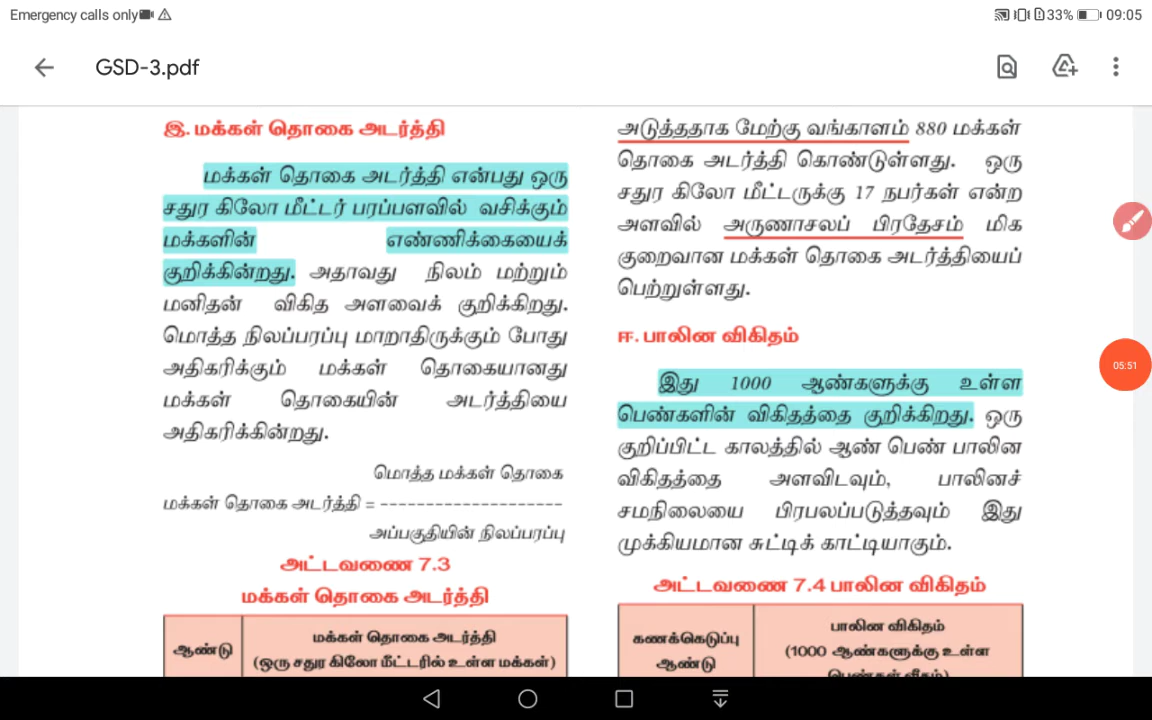 Emergency calls only
33% 09:05
GSD-3.pdf
இ. மக்கள் தொகை அடர்த்தி
மக்கள் தொகை அடர்த்தி என்பது ஒரு
சதுர கிலோ மீட்டர் பரப்பளவில் வசிக்கும்
மக்களின் எண்ணிக்கையைக்
குறிக்கின்றது. அதாவது நிலம் மற்றும்
மனிதன் விகித அளவைக் குறிக்கிறது.
மொத்த நிலப்பரப்பு மாறாதிருக்கும் போது
அதிகரிக்கும் மக்கள் தொகையானது
மக்கள் தொகையின் அடர்த்தியை
அதிகரிக்கின்றது.
மொத்த மக்கள் தொகை
மக்கள் தொகை அடர்த்தி = --------------------
அப்பகுதியின் நிலப்பரப்பு
அட்டவணை 7.3
மக்கள் தொகை அடர்த்தி
ஆண்டு
மக்கள் தொகை அடர்த்தி
(ஒரு சதுர கிலோ மீட்டரில் உள்ள மக்கள்)
அடுத்ததாக மேற்கு வங்காளம் 880 மக்கள்
தொகை அடர்த்தி கொண்டுள்ளது. ஒரு
சதுர கிலோ மீட்டருக்கு 17 நபர்கள் என்ற
அளவில் அருணாசலப் பிரதேசம் மிக
குறைவான மக்கள் தொகை அடர்த்தியைப்
பெற்றுள்ளது.
ஈ. பாலின விகிதம்
இது 1000 ஆண்களுக்கு உள்ள
பெண்களின் விகிதத்தை குறிக்கிறது. ஒரு
குறிப்பிட்ட காலத்தில் ஆண் பெண் பாலின
விகிதத்தை அளவிடவும், பாலினச்
சமநிலையை பிரபலப்படுத்தவும் இது
முக்கியமான சுட்டிக் காட்டியாகும்.
அட்டவணை 7.4 பாலின விகிதம்
கணக்கெடுப்பு
ஆண்டு
பாலின விகிதம்
(1000 ஆண்களுக்கு உள்ள
05:51